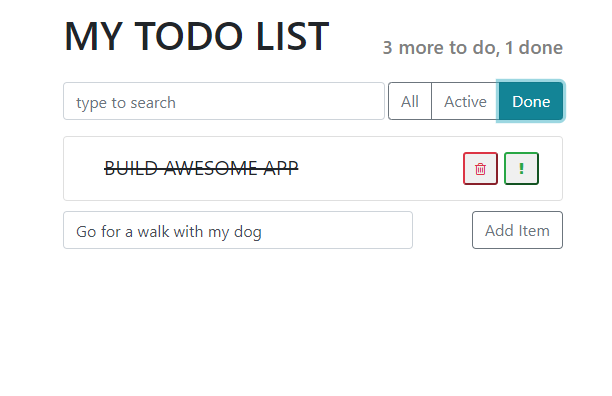 MY TODO LIST
3 more to do, 1 done
type to search
All
Active
Done
BUILD AWESOME APP
!
Go for a walk with my dog
Add Item